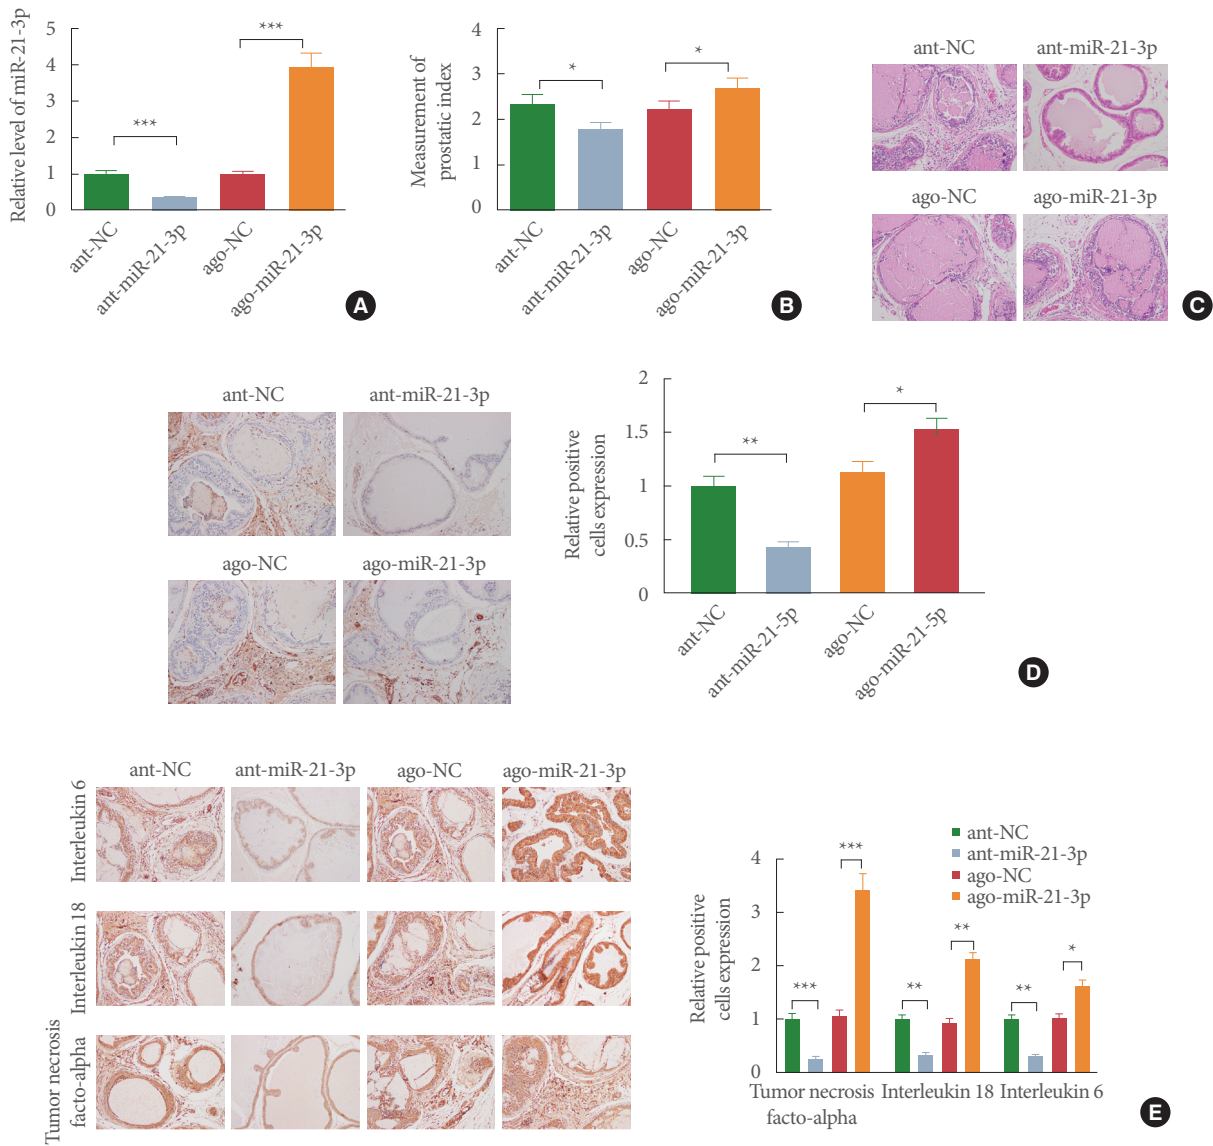 Relative level of miR-21-3p
5
4
3
2
1
0
***
***
ant-NC
ant-miR-21-3p
ago-NC
ago-miR-21-3p
A
Measurement of
prostatic index
4
3
2
1
0
*
*
ant-NC
ant-miR-21-3p
ago-NC
ago-miR-21-3p
B
ant-NC
ant-miR-21-3p
ago-NC
ago-miR-21-3p
C
ant-NC
ant-miR-21-3p
ago-NC
ago-miR-21-3p
Relative positive
cells expression
2
1.5
1
0.5
0
**
*
ant-NC
ant-miR-21-5p
ago-NC
ago-miR-21-5p
D
ant-NC
ant-miR-21-3p
ago-NC
ago-miR-21-3p
Interleukin 6
Interleukin 18
Tumor necrosis
facto-alpha
Relative positive
cells expression
4
3
2
1
0
ant-NC
ant-miR-21-3p
ago-NC
ago-miR-21-3p
***
***
**
**
**
*
Tumor necrosis
facto-alpha
Interleukin 18
Interleukin 6
E